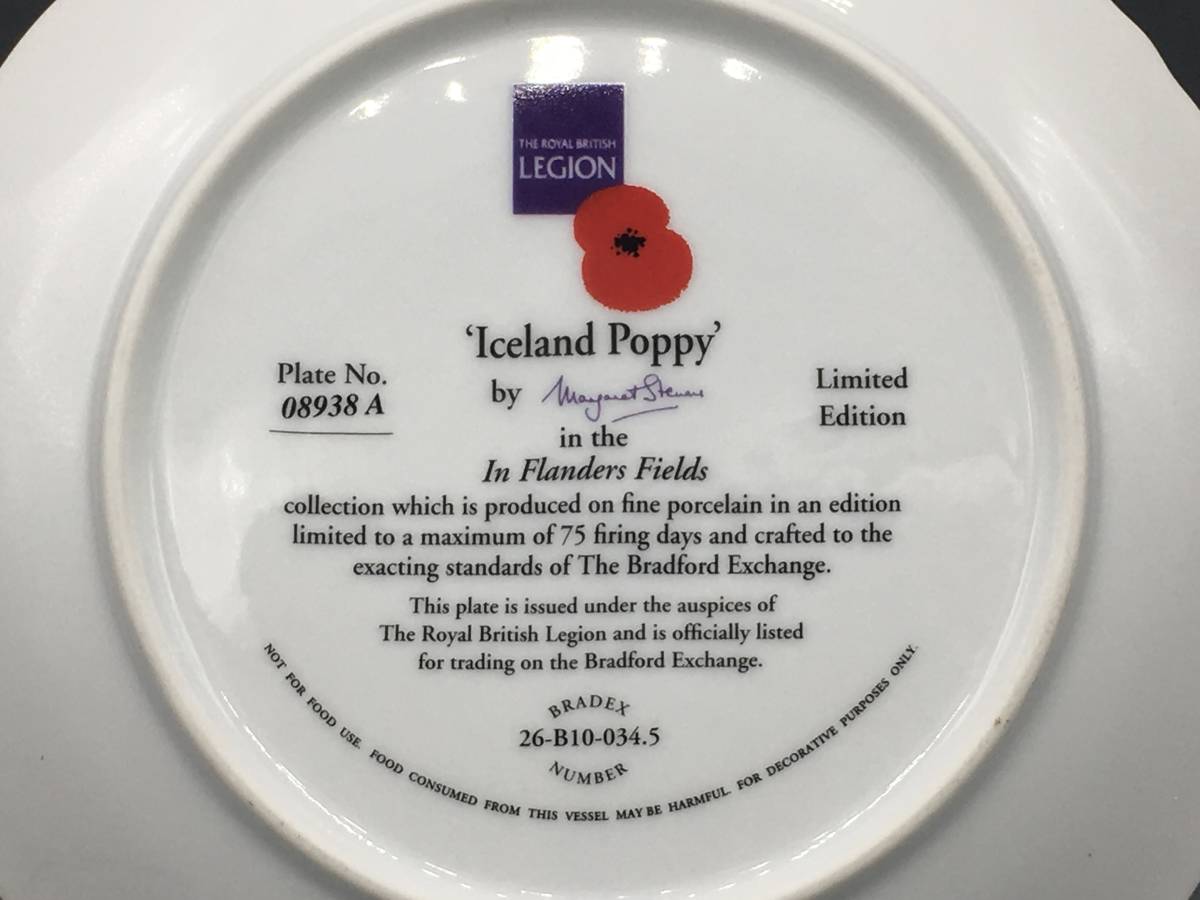 THE ROYAL BRITISH
LEGION
'Iceland Poppy'
Plate No.
08938 A
by Margaret Stevens
Limited
Edition
in the
In Flanders Fields
collection which is produced on fine porcelain in an edition
limited to a maximum of 75 firing days and crafted to the
exacting standards of The Bradford Exchange.
This plate is issued under the auspices of
The Royal British Legion and is officially listed
for trading on the Bradford Exchange.
BRADEX
26-B10-034.5
NUMBER
NOT FOR FOOD USE. FOOD CONSUMED FROM THIS VESSEL MAY BE HARMFUL. FOR DECORATIVE PURPOSES ONLY.